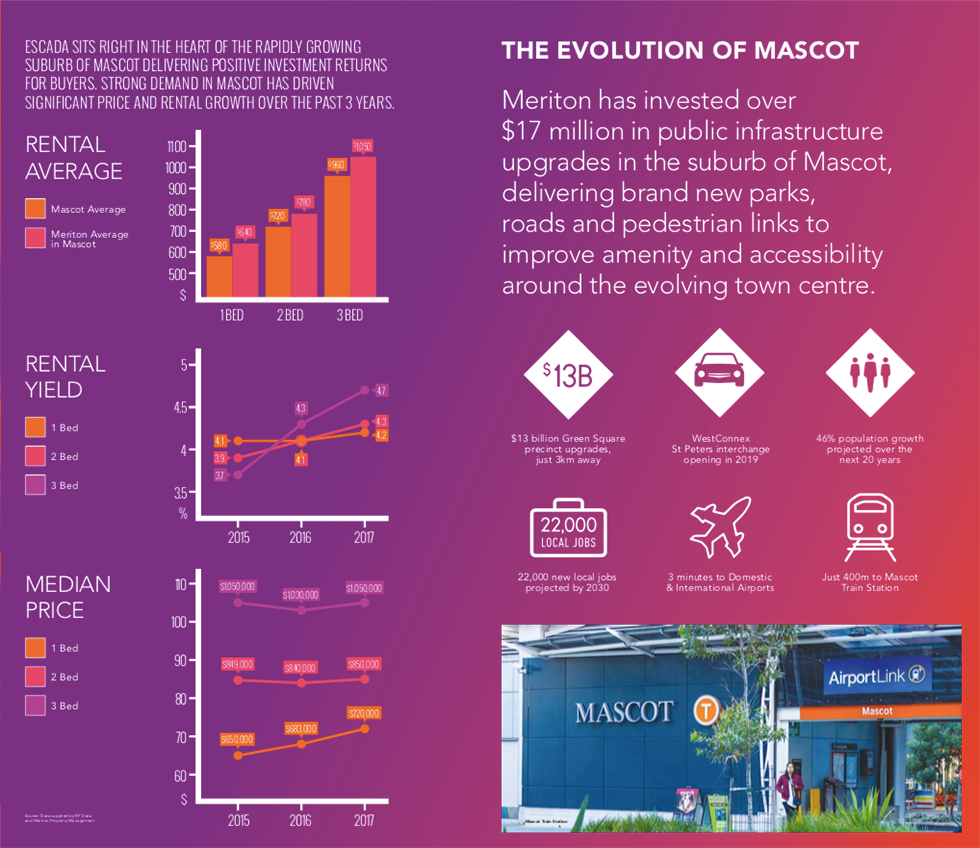 ESCADA SITS RIGHT IN THE HEART OF THE RAPIDLY GROWING
SUBURB OF MASCOT DELIVERING POSITIVE INVESTMENT RETURNS
FOR BUYERS. STRONG DEMAND IN MASCOT HAS DRIVEN
SIGNIFICANT PRICE AND RENTAL GROWTH OVER THE PAST 3 YEARS.
RENTAL
AVERAGE
Mascot Average
Meriton Average
in Mascot
1100
1000
900
800
700
600
500
$
$580
$640
$720
$780
$960
$1,050
1 BED
2 BED
3 BED
RENTAL
YIELD
1 Bed
2 Bed
3 Bed
5
4.5
4
3.5
%
4.1
3.9
3.7
4.3
4.1
4.7
4.3
4.2
2015
2016
2017
MEDIAN
PRICE
1 Bed
2 Bed
3 Bed
110
100
90
80
70
60
$
$1,050,000
$1,030,000
$1,050,000
$849,000
$840,000
$850,000
$650,000
$683,000
$720,000
2015
2016
2017
Source: Data supplied by RP Data
and Meriton Property Management
THE EVOLUTION OF MASCOT
Meriton has invested over
$17 million in public infrastructure
upgrades in the suburb of Mascot,
delivering brand new parks,
roads and pedestrian links to
improve amenity and accessibility
around the evolving town centre.
$13B
$13 billion Green Square
precinct upgrades,
just 3km away
WestConnex
St Peters interchange
opening in 2019
46% population growth
projected over the
next 20 years
22,000
LOCAL JOBS
22,000 new local jobs
projected by 2030
3 minutes to Domestic
& International Airports
Just 400m to Mascot
Train Station
MASCOT
T
AirportLink
Mascot
Mascot Train Station